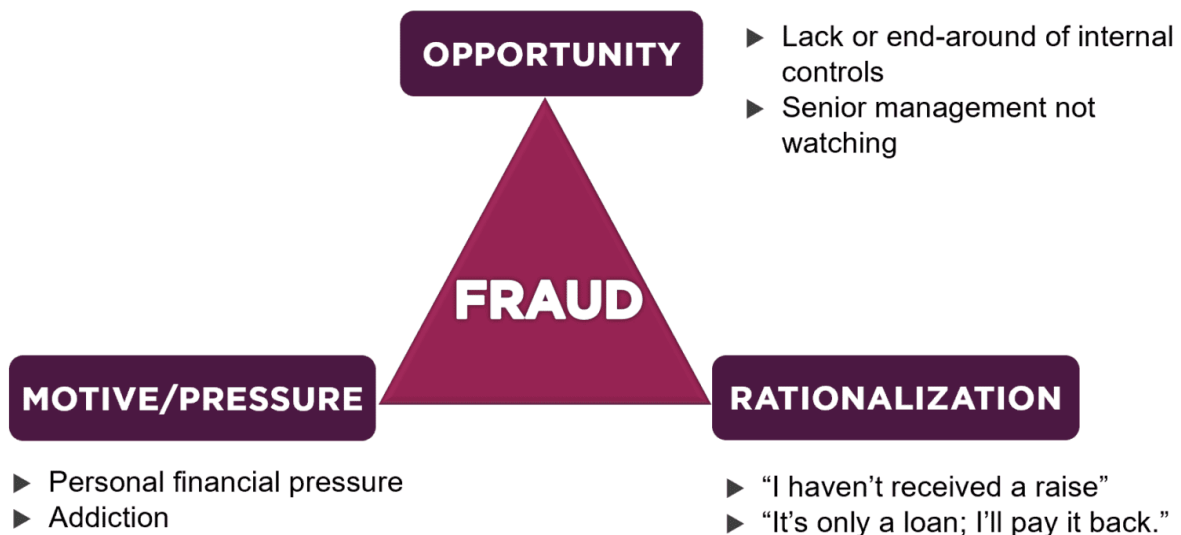 OPPORTUNITY
▶ Lack or end-around of internal
controls
▶ Senior management not
watching
FRAUD
MOTIVE/PRESSURE
▶ Personal financial pressure
▶ Addiction
RATIONALIZATION
▶ “I haven’t received a raise”
▶ “It’s only a loan; I’ll pay it back.”